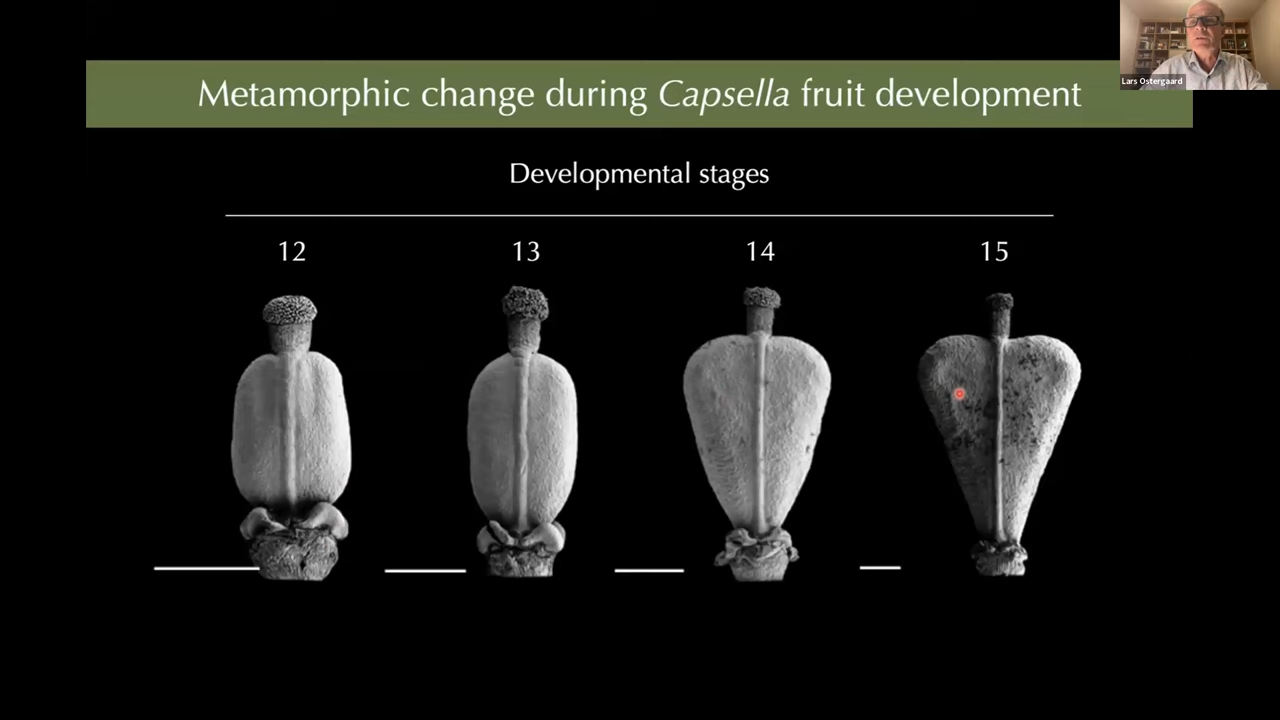 Metamorphic change during Capsella fruit development
Lars Ostergaard
Developmental stages
12 13 14 15